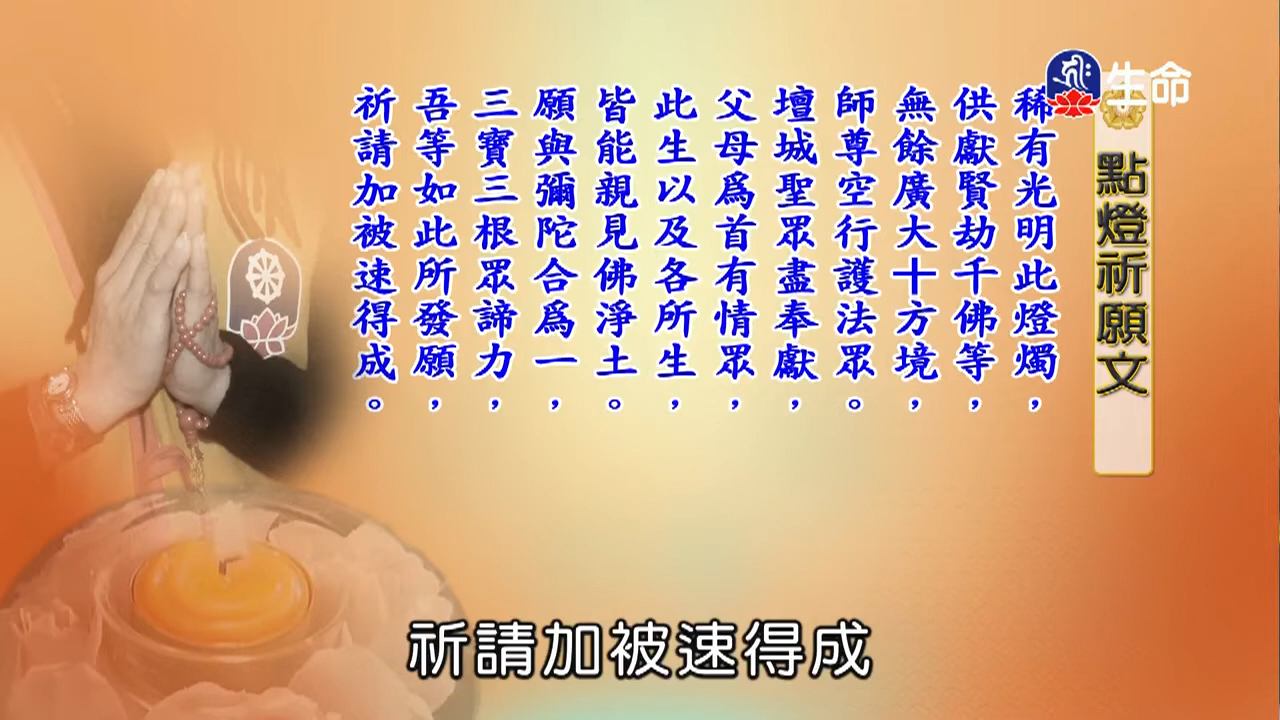 生命
點燈祈願文
稀有光明此燈燭，
供獻賢劫千佛等，
無餘廣大十方境，
師尊空行護法眾。
壇城聖眾盡奉獻，
父母為首有情眾，
此生以及各所生，
皆能親見佛淨土。
願與彌陀合為一，
三寶三根眾諦力，
吾等如此所發願，
祈請加被速得成。
祈請加被速得成